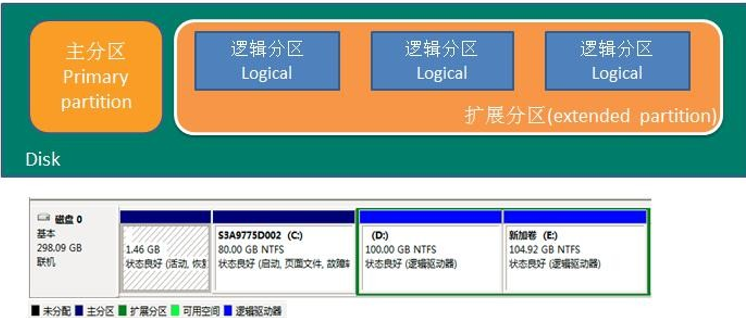 主分区
Primary
partition
逻辑分区
Logical
逻辑分区
Logical
逻辑分区
Logical
扩展分区(extended partition)
Disk
磁盘 0
基本
298.09 GB
联机
1.46 GB
状态良好 (活动, 恢复
S3A9775D002 (C:)
80.00 GB NTFS
状态良好 (启动, 页面文件, 故障转
(D:)
100.00 GB NTFS
状态良好 (逻辑驱动器)
新加卷 (E:)
104.92 GB NTFS
状态良好 (逻辑驱动器)
未分配 主分区 扩展分区 可用空间 逻辑驱动器